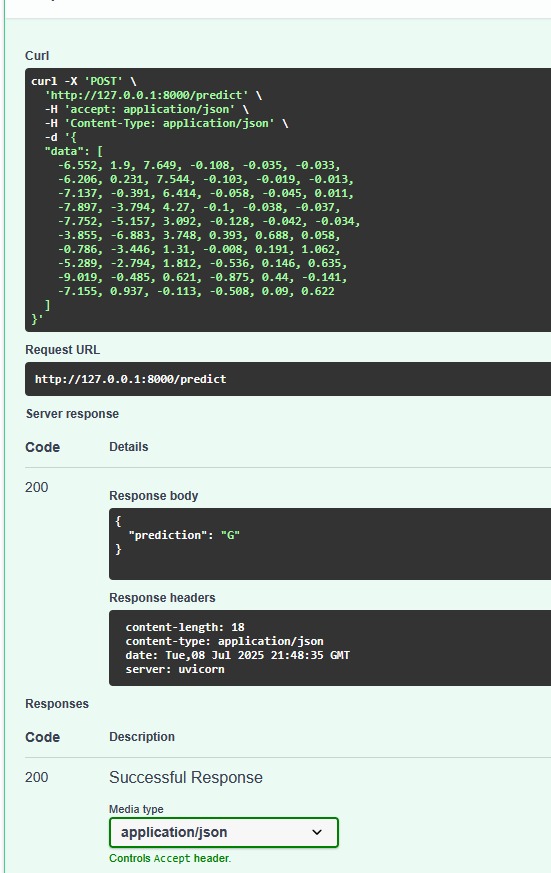 Curl
curl -X 'POST' \
  'http://127.0.0.1:8000/predict' \
  -H 'accept: application/json' \
  -H 'Content-Type: application/json' \
  -d '{
  "data": [
    -6.552, 1.9, 7.649, -0.108, -0.035, -0.033,
    -6.206, 0.231, 7.544, -0.103, -0.019, -0.013,
    -7.137, -0.391, 6.414, -0.058, -0.045, 0.011,
    -7.897, -3.794, 4.27, -0.1, -0.038, -0.037,
    -7.752, -5.157, 3.092, -0.128, -0.042, -0.034,
    -3.855, -6.883, 3.748, 0.393, 0.688, 0.058,
    -0.786, -3.446, 1.31, -0.008, 0.191, 1.062,
    -5.289, -2.794, 1.812, -0.536, 0.146, 0.635,
    -9.019, -0.485, 0.621, -0.875, 0.44, -0.141,
    -7.155, 0.937, -0.113, -0.508, 0.09, 0.622
  ]
}'
Request URL
http://127.0.0.1:8000/predict
Server response
Code Details
200
Response body
{
  "prediction": "G"
}
Response headers
content-length: 18
content-type: application/json
date: Tue,08 Jul 2025 21:48:35 GMT
server: uvicorn
Responses
Code Description
200 Successful Response
Media type
application/json
Controls Accept header.